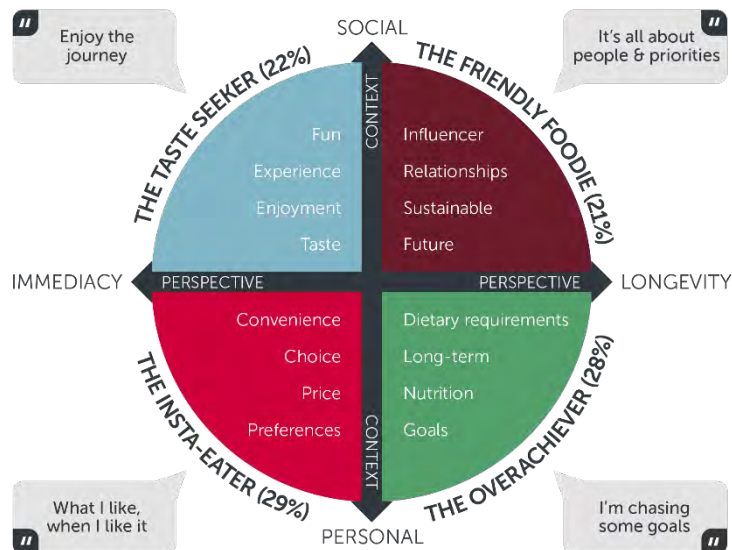 SOCIAL
Enjoy the
journey
It's all about
people & priorities
THE TASTE SEEKER (22%)
THE FRIENDLY FOODIE (21%)
CONTEXT
Fun
Experience
Enjoyment
Taste
Influencer
Relationships
Sustainable
Future
IMMEDIACY
PERSPECTIVE
PERSPECTIVE
LONGEVITY
Convenience
Choice
Price
Preferences
Dietary requirements
Long-term
Nutrition
Goals
CONTEXT
THE INSTA-EATER (29%)
THE OVERACHIEVER (28%)
What I like,
when I like it
I'm chasing
some goals
PERSONAL